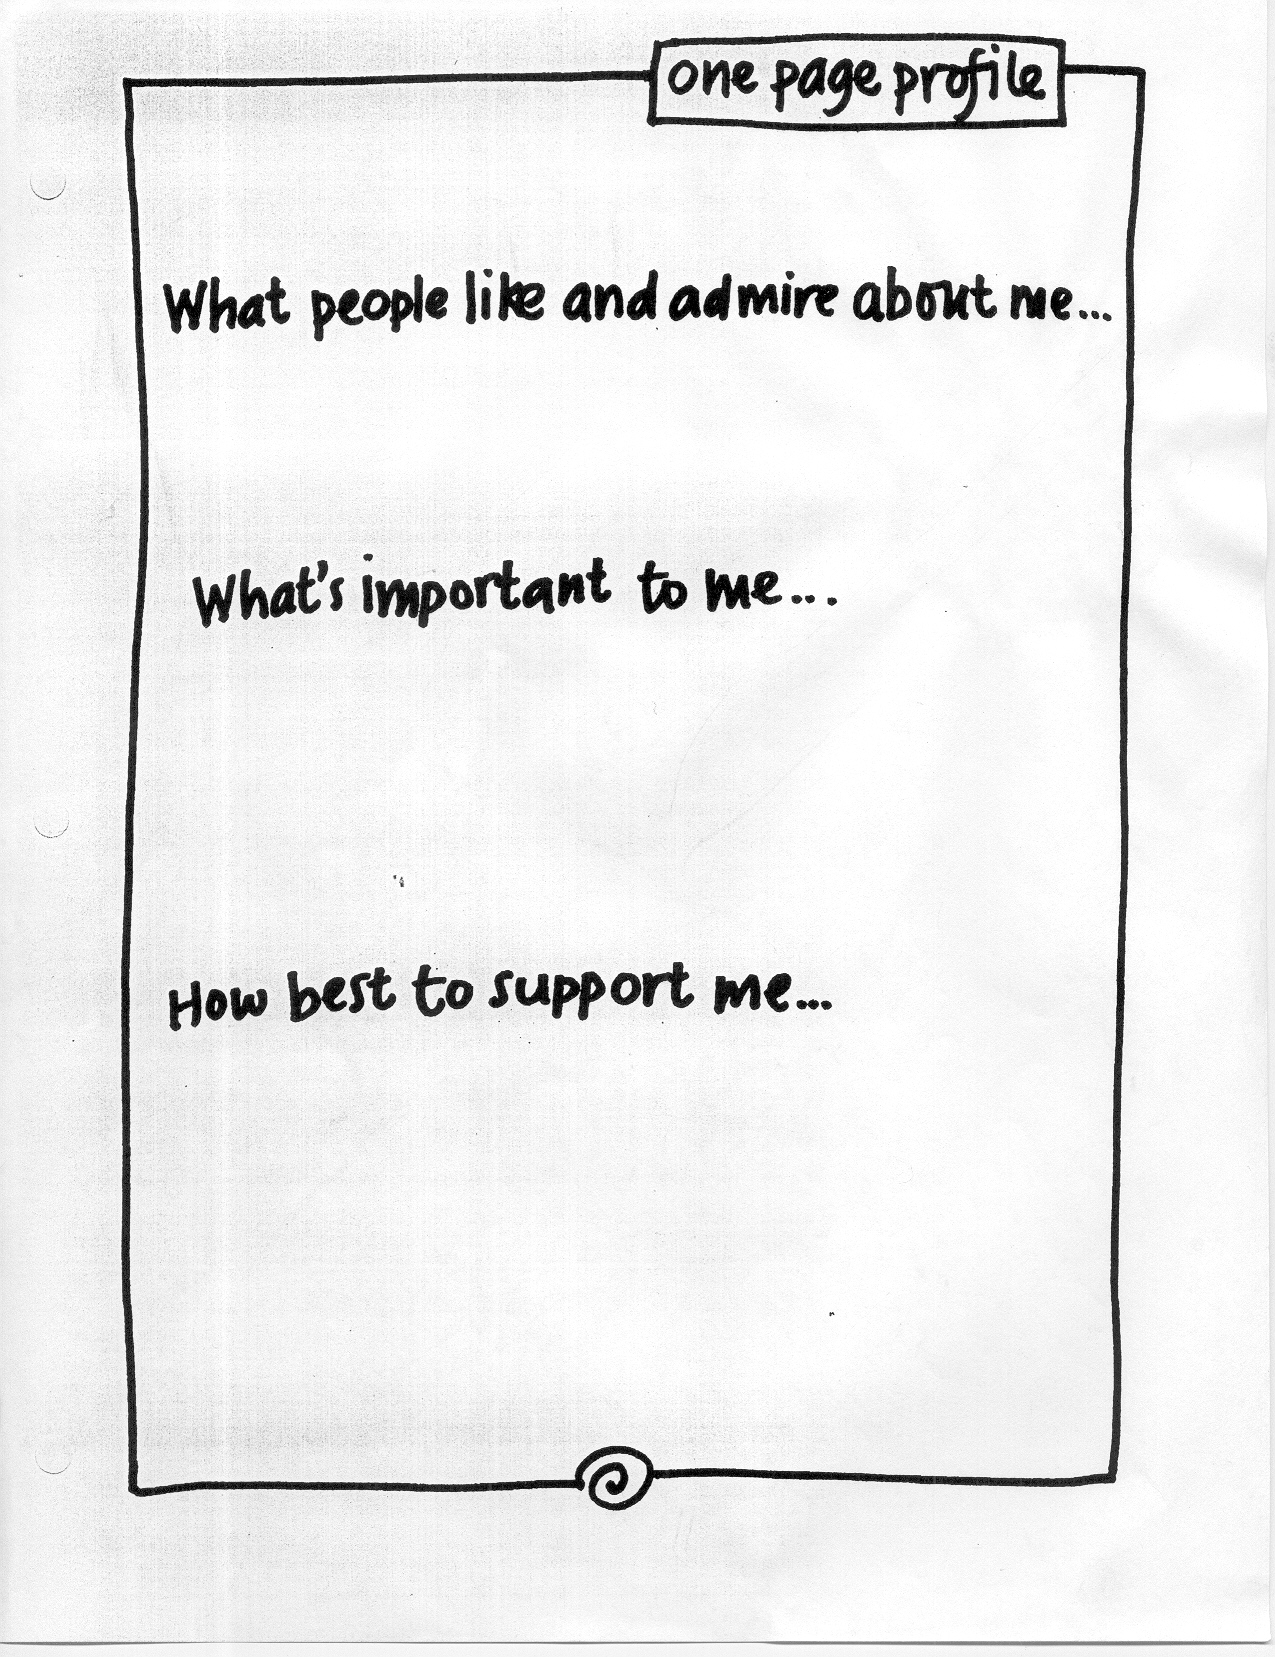 one page profile
What people like and admire about me...
What's important to me...
How best to support me...